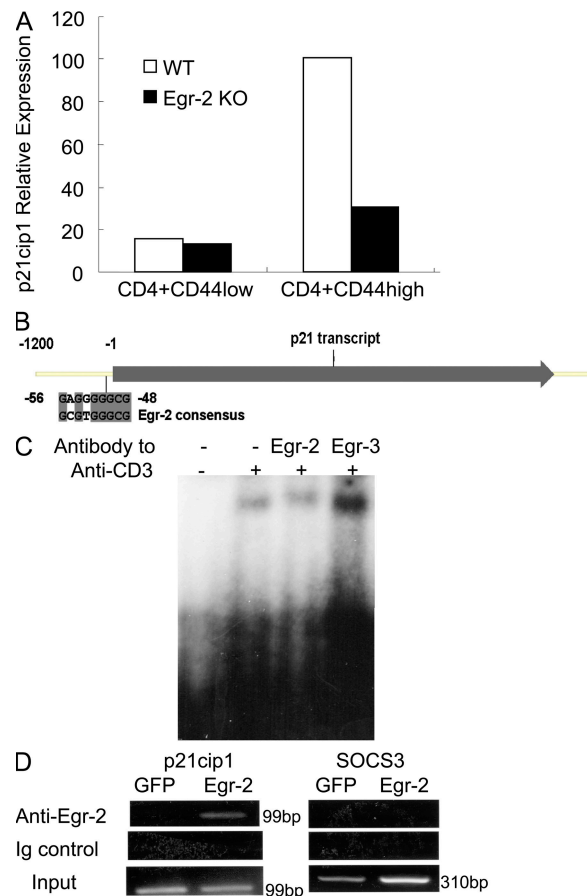 A
p21cip1 Relative Expression
120
100
80
60
40
20
0
WT
Egr-2 KO
CD4+CD44low CD4+CD44high
B
-1200 -1 p21 transcript
-56 GAGGGGGCG -48
GCGTGGGCG Egr-2 consensus
C
Antibody to - - Egr-2 Egr-3
Anti-CD3 - + + +
D
p21cip1 SOCS3
GFP Egr-2 GFP Egr-2
Anti-Egr-2 99bp
Ig control
Input 99bp 310bp